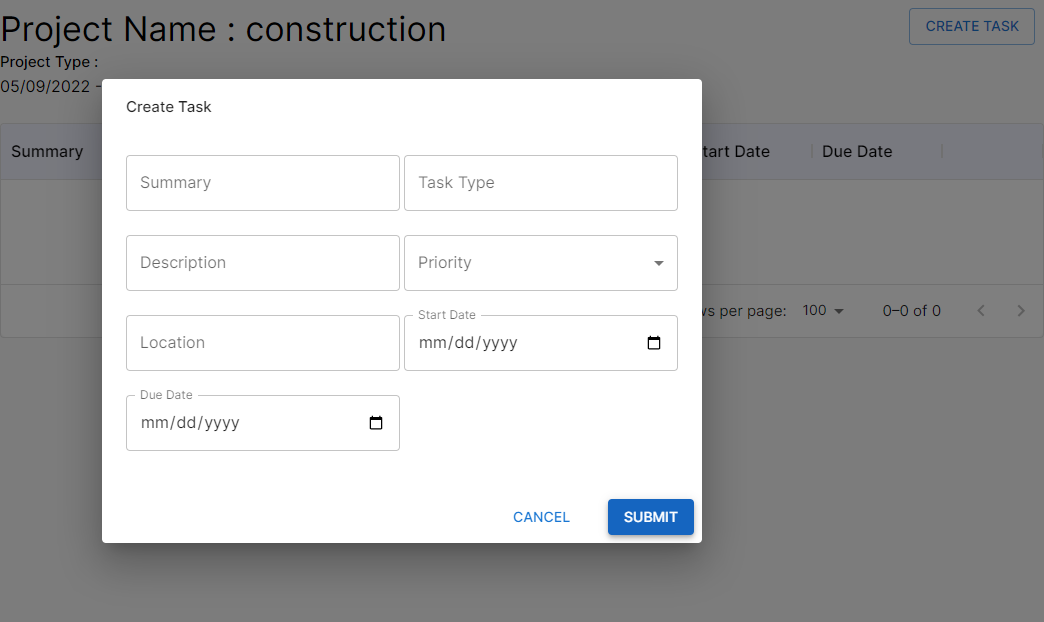 Project Name : construction
CREATE TASK
Project Type :
05/09/2022 -
Create Task
Summary
tart Date
Due Date
Summary
Task Type
Description
Priority
vs per page:
100
0–0 of 0
Location
Start Date
mm/dd/yyyy
Due Date
mm/dd/yyyy
CANCEL
SUBMIT